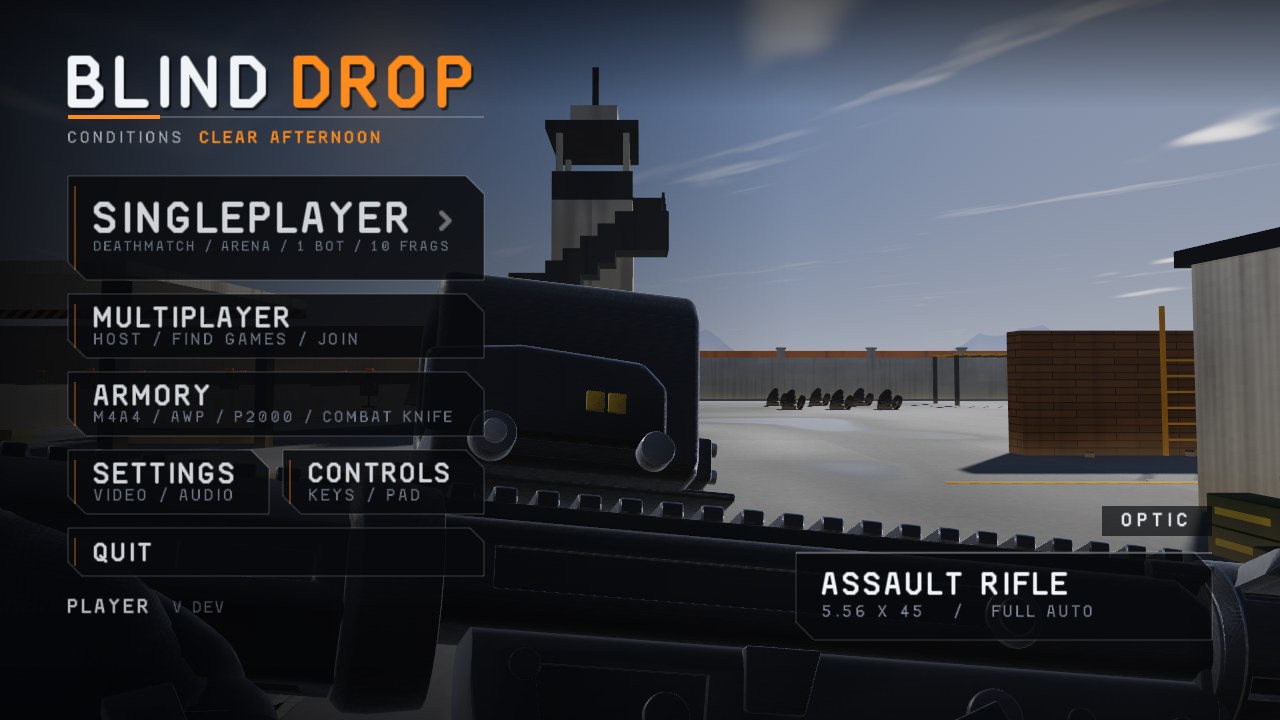 BLIND DROP
CONDITIONS CLEAR AFTERNOON
SINGLEPLAYER
DEATHMATCH / ARENA / 1 BOT / 10 FRAGS
MULTIPLAYER
HOST / FIND GAMES / JOIN
ARMORY
M4A4 / AWP / P2000 / COMBAT KNIFE
SETTINGS
VIDEO / AUDIO
CONTROLS
KEYS / PAD
QUIT
PLAYER V DEV
OPTIC
ASSAULT RIFLE
5.56 X 45 / FULL AUTO